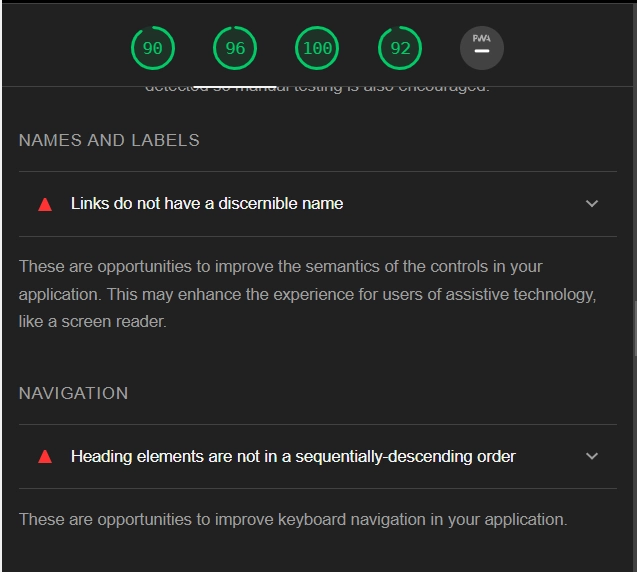 90 96 100 92 PWA
detected so manual testing is also encouraged.
NAMES AND LABELS
Links do not have a discernible name
These are opportunities to improve the semantics of the controls in your
application. This may enhance the experience for users of assistive technology,
like a screen reader.
NAVIGATION
Heading elements are not in a sequentially-descending order
These are opportunities to improve keyboard navigation in your application.